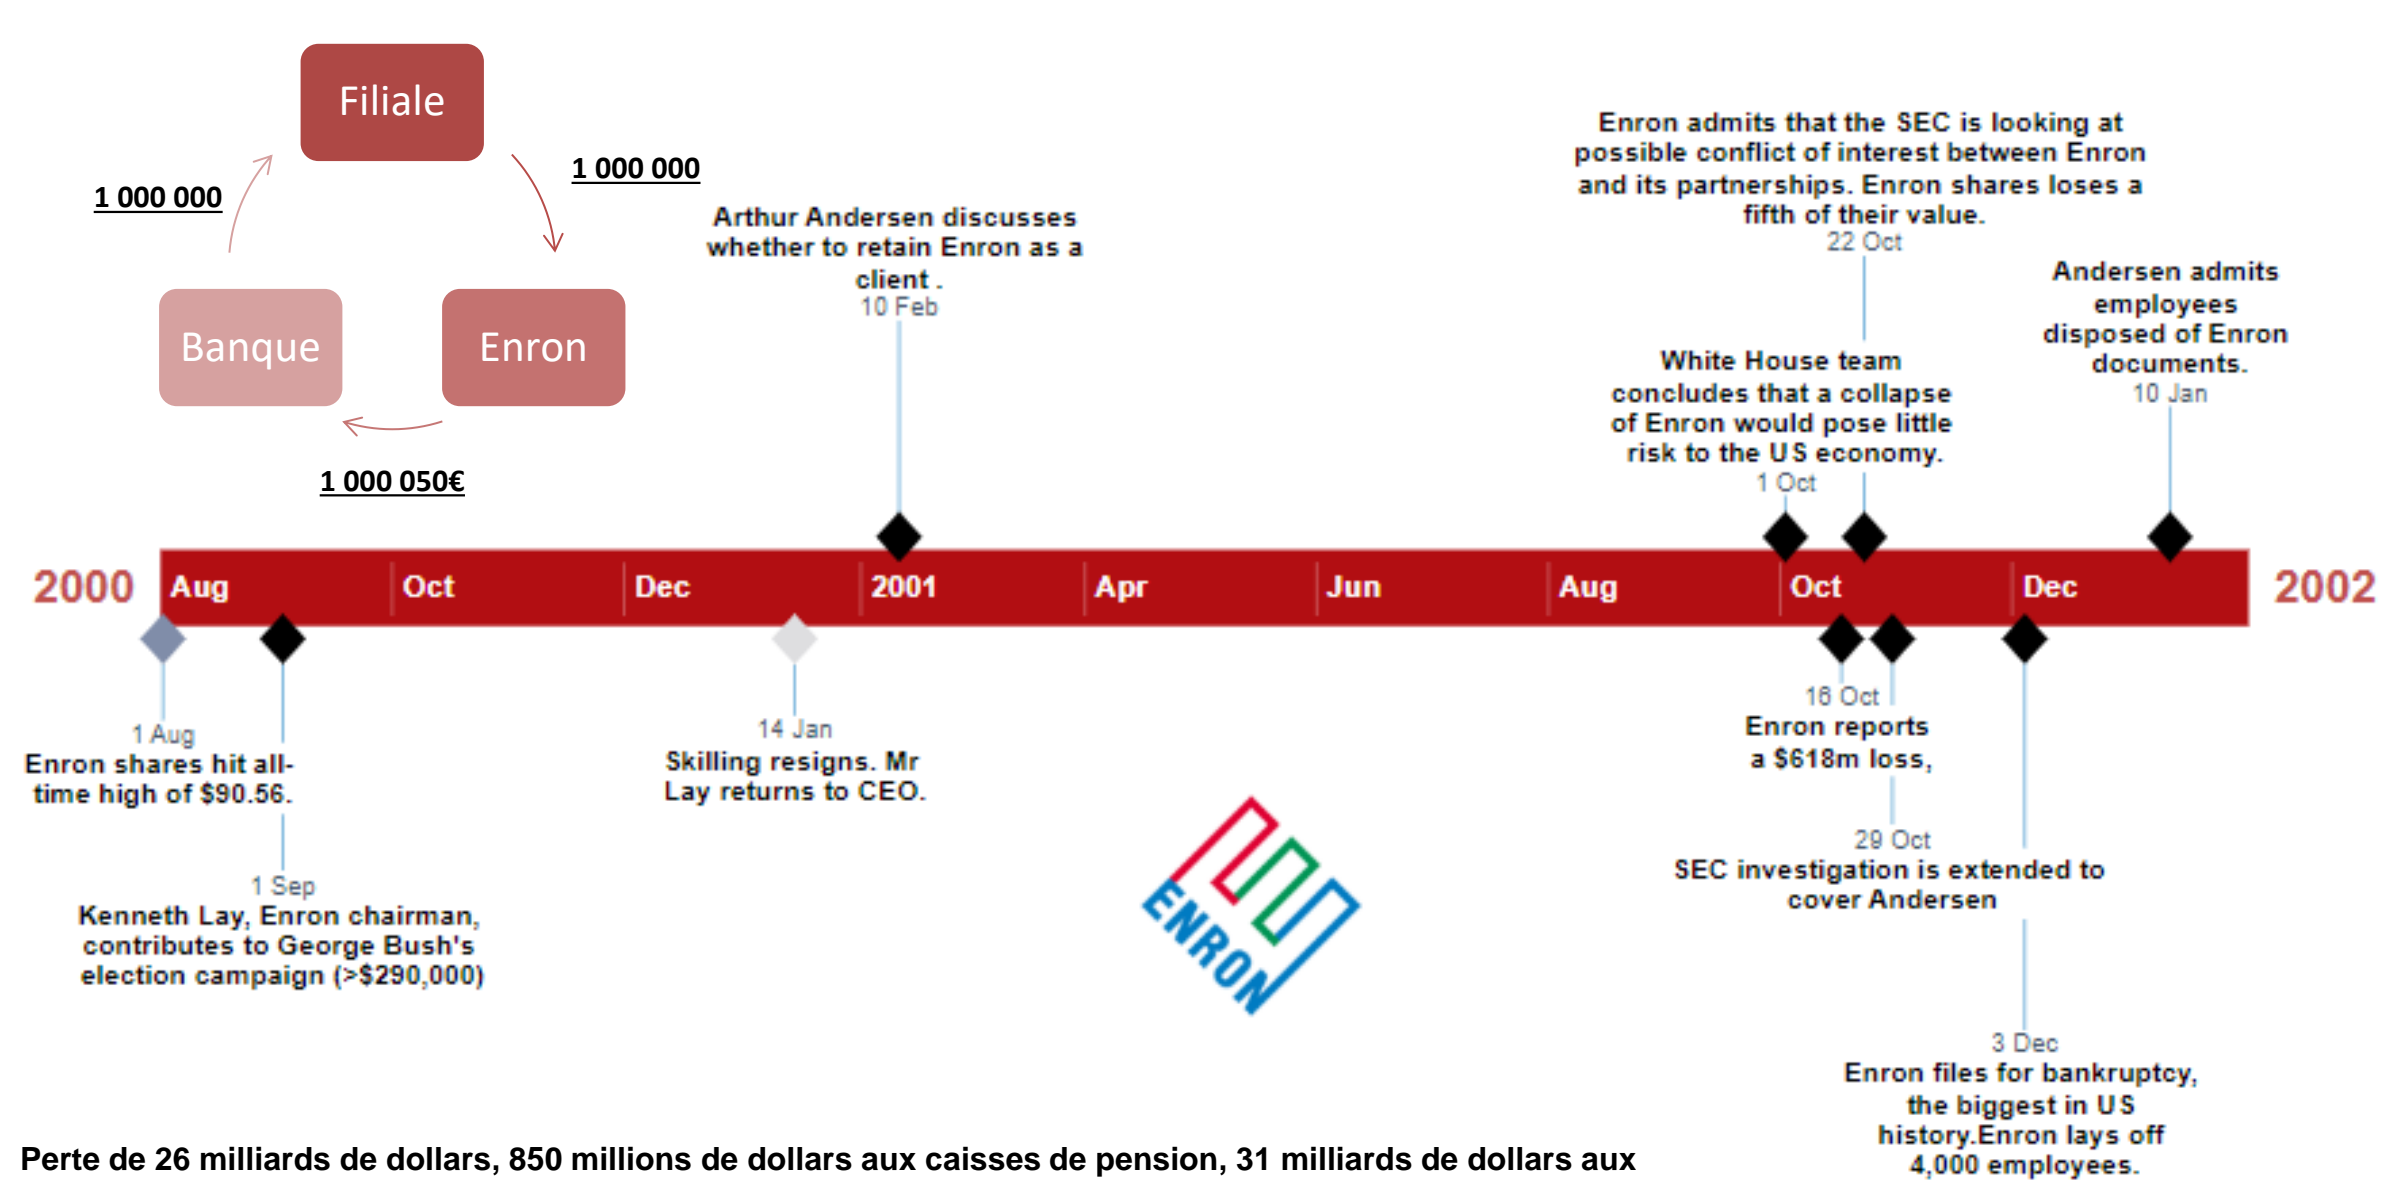 Filiale
1 000 000
1 000 000
Banque
Enron
1 000 050€
Arthur Andersen discusses
whether to retain Enron as a
client .
10 Feb
Enron admits that the SEC is looking at
possible conflict of interest between Enron
and its partnerships. Enron shares loses a
fifth of their value.
22 Oct
White House team
concludes that a collapse
of Enron would pose little
risk to the US economy.
1 Oct
Andersen admits
employees
disposed of Enron
documents.
10 Jan
2000
Aug
Oct
Dec
2001
Apr
Jun
Aug
Oct
Dec
2002
1 Aug
Enron shares hit all-
time high of $90.56.
1 Sep
Kenneth Lay, Enron chairman,
contributes to George Bush's
election campaign (>$290,000)
14 Jan
Skilling resigns. Mr
Lay returns to CEO.
ENRON
16 Oct
Enron reports
a $618m loss,
29 Oct
SEC investigation is extended to
cover Andersen
3 Dec
Enron files for bankruptcy,
the biggest in US
history.Enron lays off
4,000 employees.
Perte de 26 milliards de dollars, 850 millions de dollars aux caisses de pension, 31 milliards de dollars aux